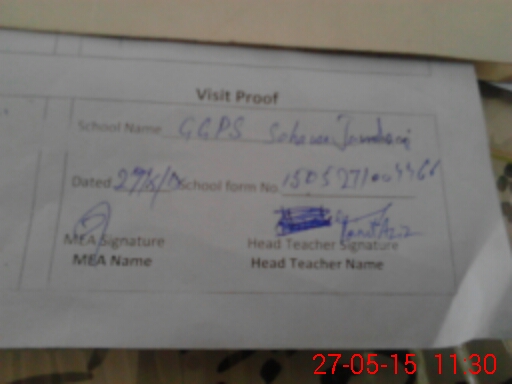 Visit Proof
School Name GGPS
Dated 27/5/15 School form No. 1505271004466
MEA Signature
Head Teacher Signature
MEA Name
Head Teacher Name
27-05-15 11:30